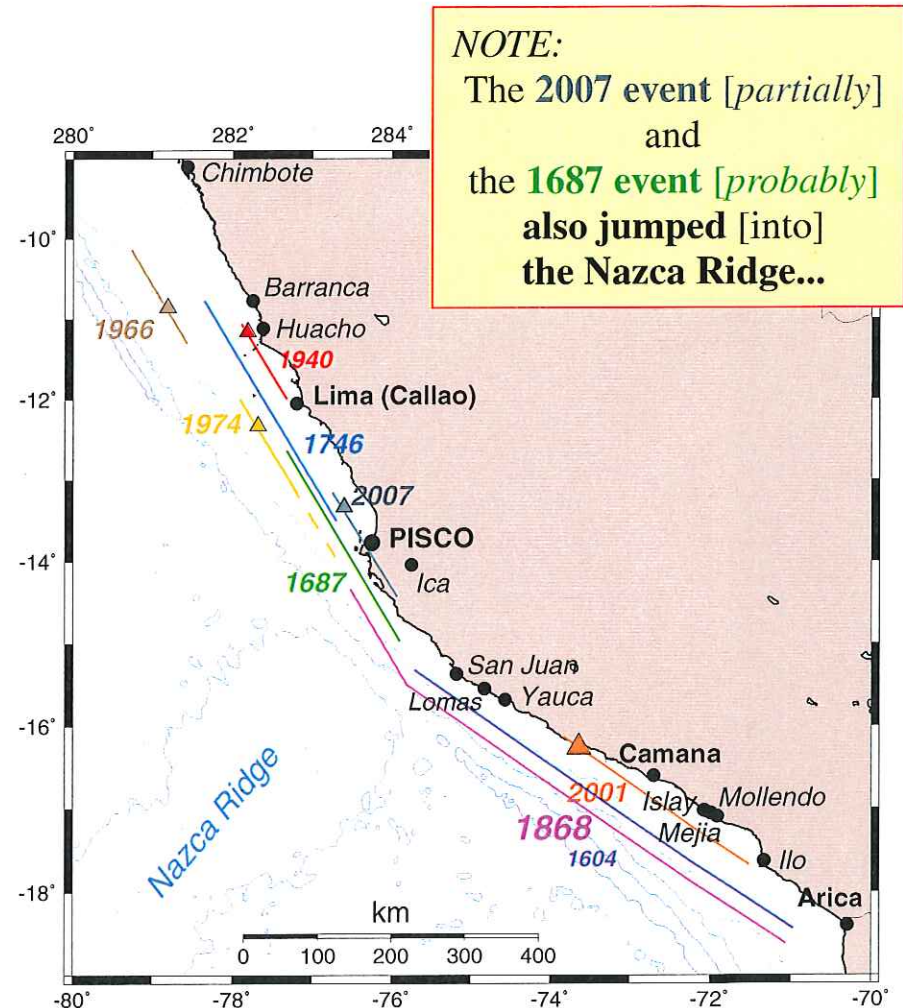 NOTE:
The 2007 event [partially]
and
the 1687 event [probably]
also jumped [into]
the Nazca Ridge...
280˚ 282˚ 284˚
Chimbote
-10˚
Barranca
1966
Huacho
1940
-12˚
Lima (Callao)
1974
1746
2007
PISCO
-14˚
1687
Ica
San Juan
Lomas
Yauca
-16˚
Camana
2001
Islay
Mollendo
1868
Mejia
1604
Ilo
Nazca Ridge
-18˚
Arica
km
0 100 200 300 400
-80˚ -78˚ -76˚ -74˚ -72˚ -70˚